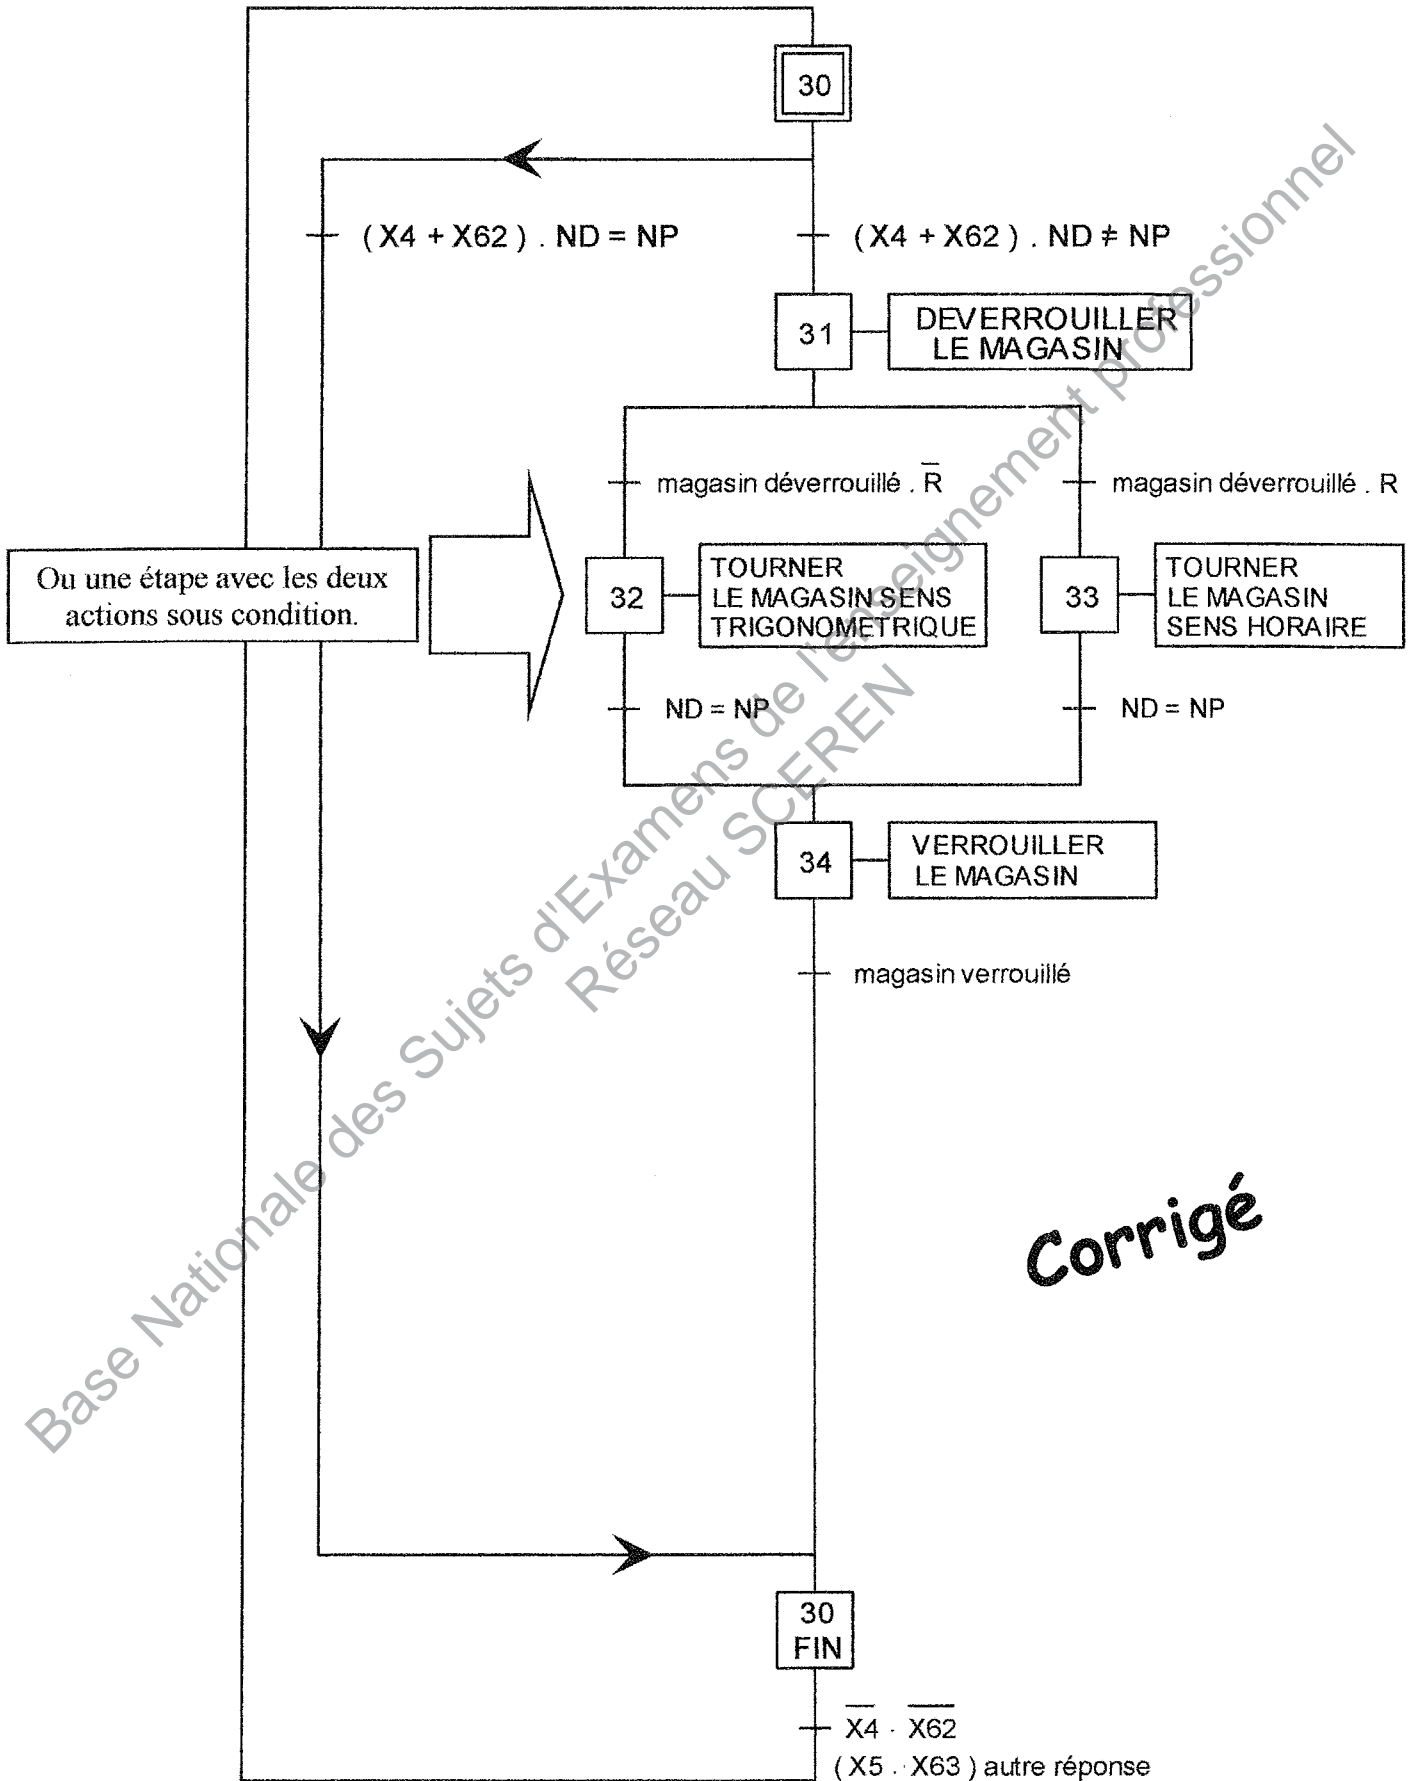 30
(X4 + X62) . ND = NP
(X4 + X62) . ND ≠ NP
31
DEVERROUILLER
LE MAGASIN
magasin déverrouillé . R̅
magasin déverrouillé . R
Ou une étape avec les deux
actions sous condition.
32
TOURNER
LE MAGASIN SENS
TRIGONOMETRIQUE
33
TOURNER
LE MAGASIN
SENS HORAIRE
ND = NP
ND = NP
34
VERROUILLER
LE MAGASIN
magasin verrouillé
Corrigé
30
FIN
X̅4̅ . X̅6̅2̅
(X5 . X63) autre réponse
Base Nationale des Sujets d'Examens de l'enseignement professionnel
Réseau SCEREN